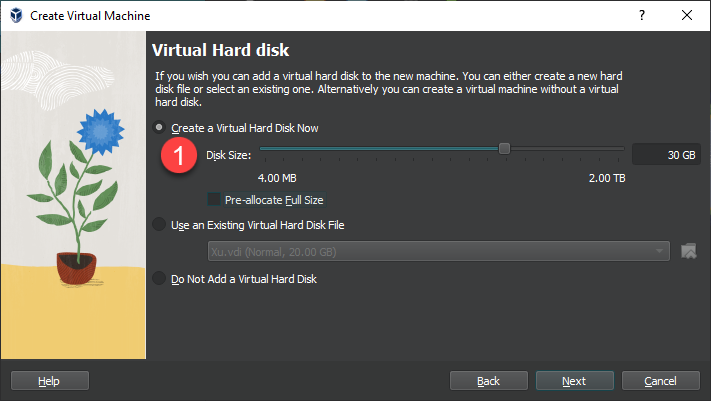 Create Virtual Machine
?
Virtual Hard disk
If you wish you can add a virtual hard disk to the new machine. You can either create a new hard
disk file or select an existing one. Alternatively you can create a virtual machine without a virtual
hard disk.
Create a Virtual Hard Disk Now
1
Disk Size:
30 GB
4.00 MB
2.00 TB
Pre-allocate Full Size
Use an Existing Virtual Hard Disk File
Xu.vdi (Normal, 20.00 GB)
Do Not Add a Virtual Hard Disk
Help
Back
Next
Cancel